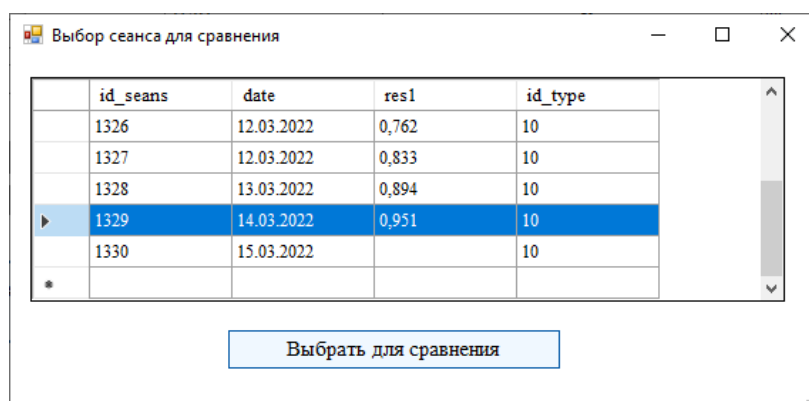 Выбор сеанса для сравнения
id_seans date res1 id_type
1326 12.03.2022 0,762 10
1327 12.03.2022 0,833 10
1328 13.03.2022 0,894 10
1329 14.03.2022 0,951 10
1330 15.03.2022 10
Выбрать для сравнения